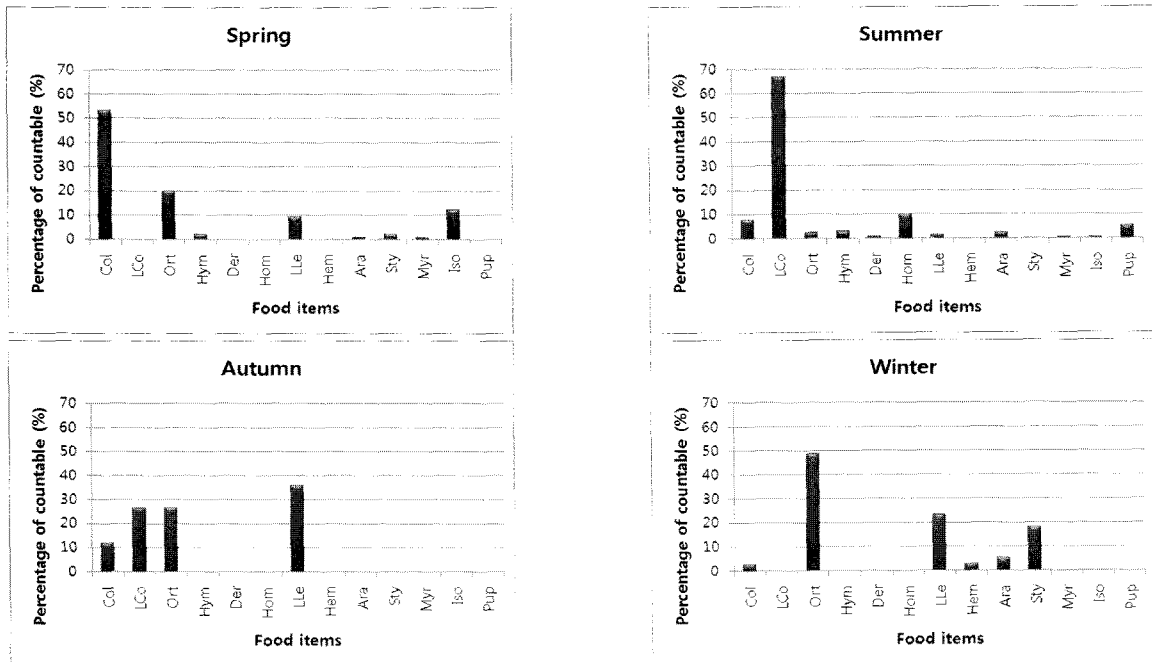 Spring
Percentage of countable (%)
70
60
50
40
30
20
10
0
Col
LCo
Ort
Hym
Der
Hom
LLe
Hem
Ara
Sty
Myr
Iso
Pup
Food items
Summer
Percentage of countable (%)
70
60
50
40
30
20
10
0
Col
LCo
Ort
Hym
Der
Hom
LLe
Hem
Ara
Sty
Myr
Iso
Pup
Food items
Autumn
Percentage of countable (%)
70
60
50
40
30
20
10
0
Col
LCo
Ort
Hym
Der
Hom
LLe
Hem
Ara
Sty
Myr
Iso
Pup
Food items
Winter
Percentage of countable (%)
70
60
50
40
30
20
10
0
Col
LCo
Ort
Hym
Der
Hom
LLe
Hem
Ara
Sty
Myr
Iso
Pup
Food items